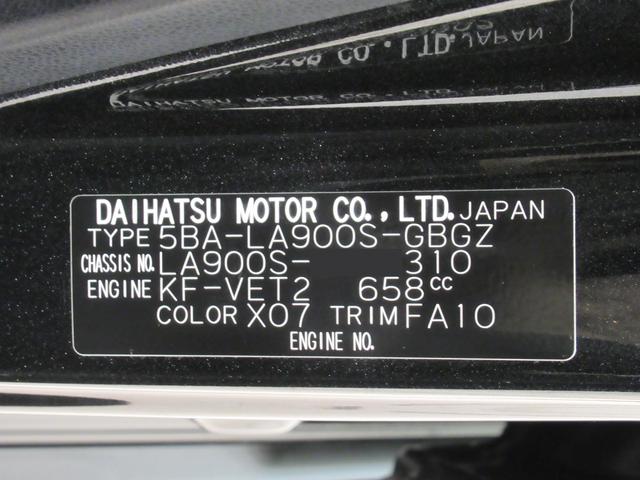 DAIHATSU MOTOR CO., LTD. JAPAN
TYPE 5BA-LA900S-GBGZ
CHASSIS NO. LA900S- 310
ENGINE KF-VET2 658cc
COLOR X07 TRIM FA10
ENGINE NO.